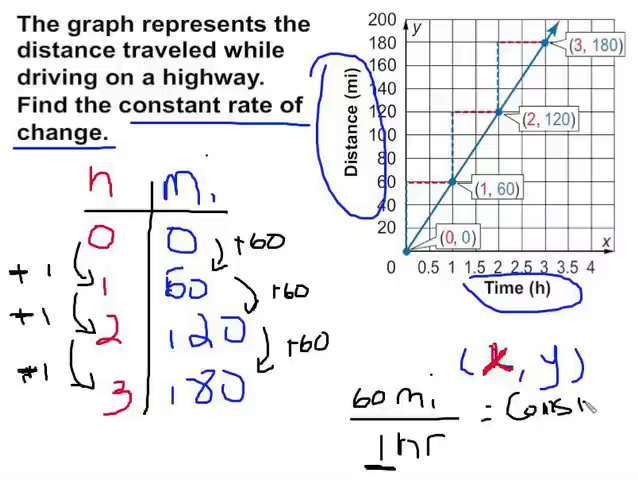 The graph represents the
distance traveled while
driving on a highway.
Find the constant rate of
change.
h mi
0 0
1 60
2 120
3 180
+1
+1
+1
+60
+60
+60
Distance (mi)
y
200
180
160
140
120
100
80
60
40
20
0 0.5 1 1.5 2 2.5 3 3.5 4
x
Time (h)
(3, 180)
(2, 120)
(1, 60)
(0, 0)
(x, y)
60 mi
1 hr
= Cons